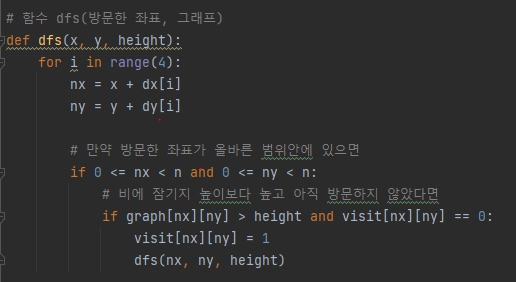 # 함수 dfs(방문한 좌표, 그래프)
def dfs(x, y, height):
    for i in range(4):
        nx = x + dx[i]
        ny = y + dy[i]

        # 만약 방문한 좌표가 올바른 범위안에 있으면
        if 0 <= nx < n and 0 <= ny < n:
            # 비에 잠기지 높이보다 높고 아직 방문하지 않았다면
            if graph[nx][ny] > height and visit[nx][ny] == 0:
                visit[nx][ny] = 1
                dfs(nx, ny, height)